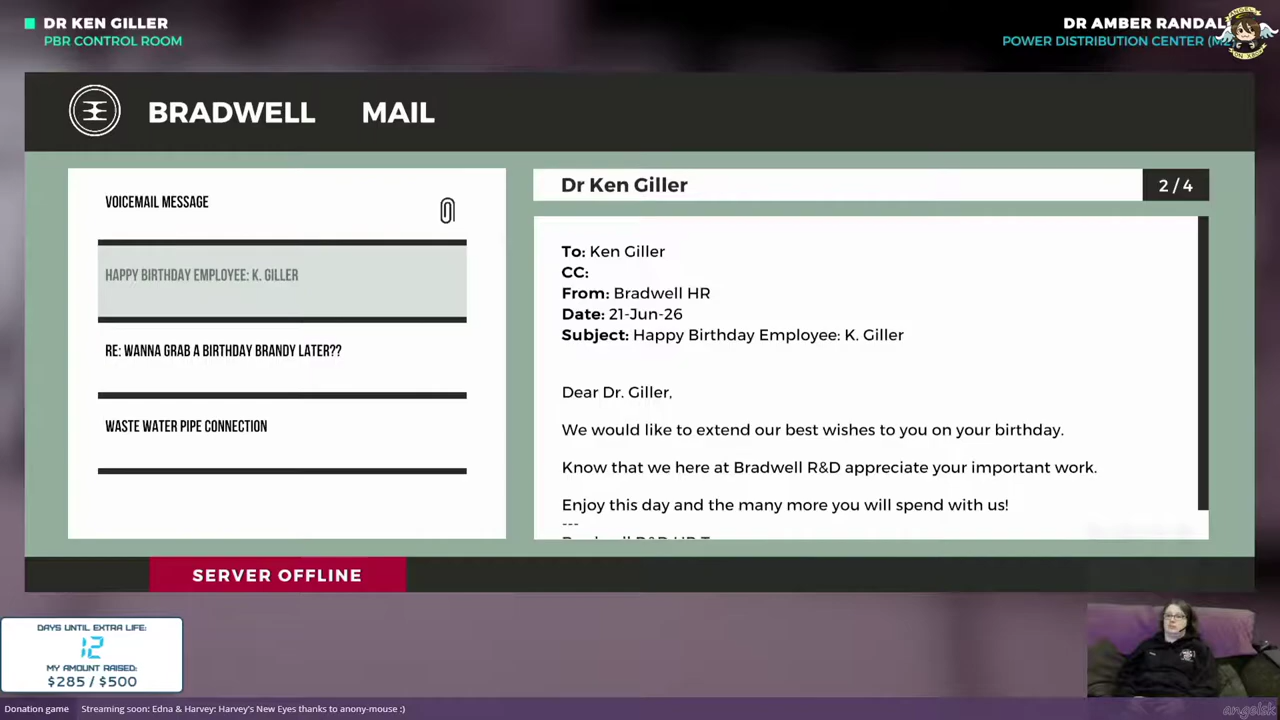 DR KEN GILLER
PBR CONTROL ROOM
DR AMBER RANDAL
POWER DISTRIBUTION CENTER
BRADWELL MAIL
VOICEMAIL MESSAGE
HAPPY BIRTHDAY EMPLOYEE: K. GILLER
RE: WANNA GRAB A BIRTHDAY BRANDY LATER??
WASTE WATER PIPE CONNECTION
Dr Ken Giller
2 / 4
To: Ken Giller
CC:
From: Bradwell HR
Date: 21-Jun-26
Subject: Happy Birthday Employee: K. Giller
Dear Dr. Giller,
We would like to extend our best wishes to you on your birthday.
Know that we here at Bradwell R&D appreciate your important work.
Enjoy this day and the many more you will spend with us!
---
SERVER OFFLINE
DAYS UNTIL EXTRA LIFE:
12
MY AMOUNT RAISED:
$285 / $500
Donation game
Streaming soon: Edna & Harvey: Harvey's New Eyes thanks to anony-mouse :)
angelsk